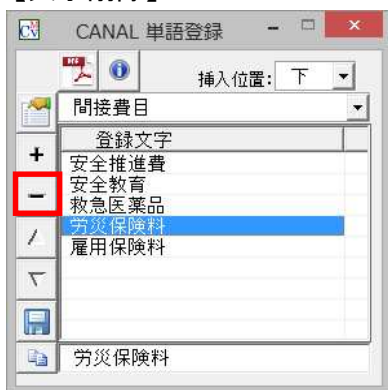 CANAL 単語登録
挿入位置: 下
間接費目
登録文字
安全推進費
安全教育
救急医薬品
労災保険料
雇用保険料
労災保険料